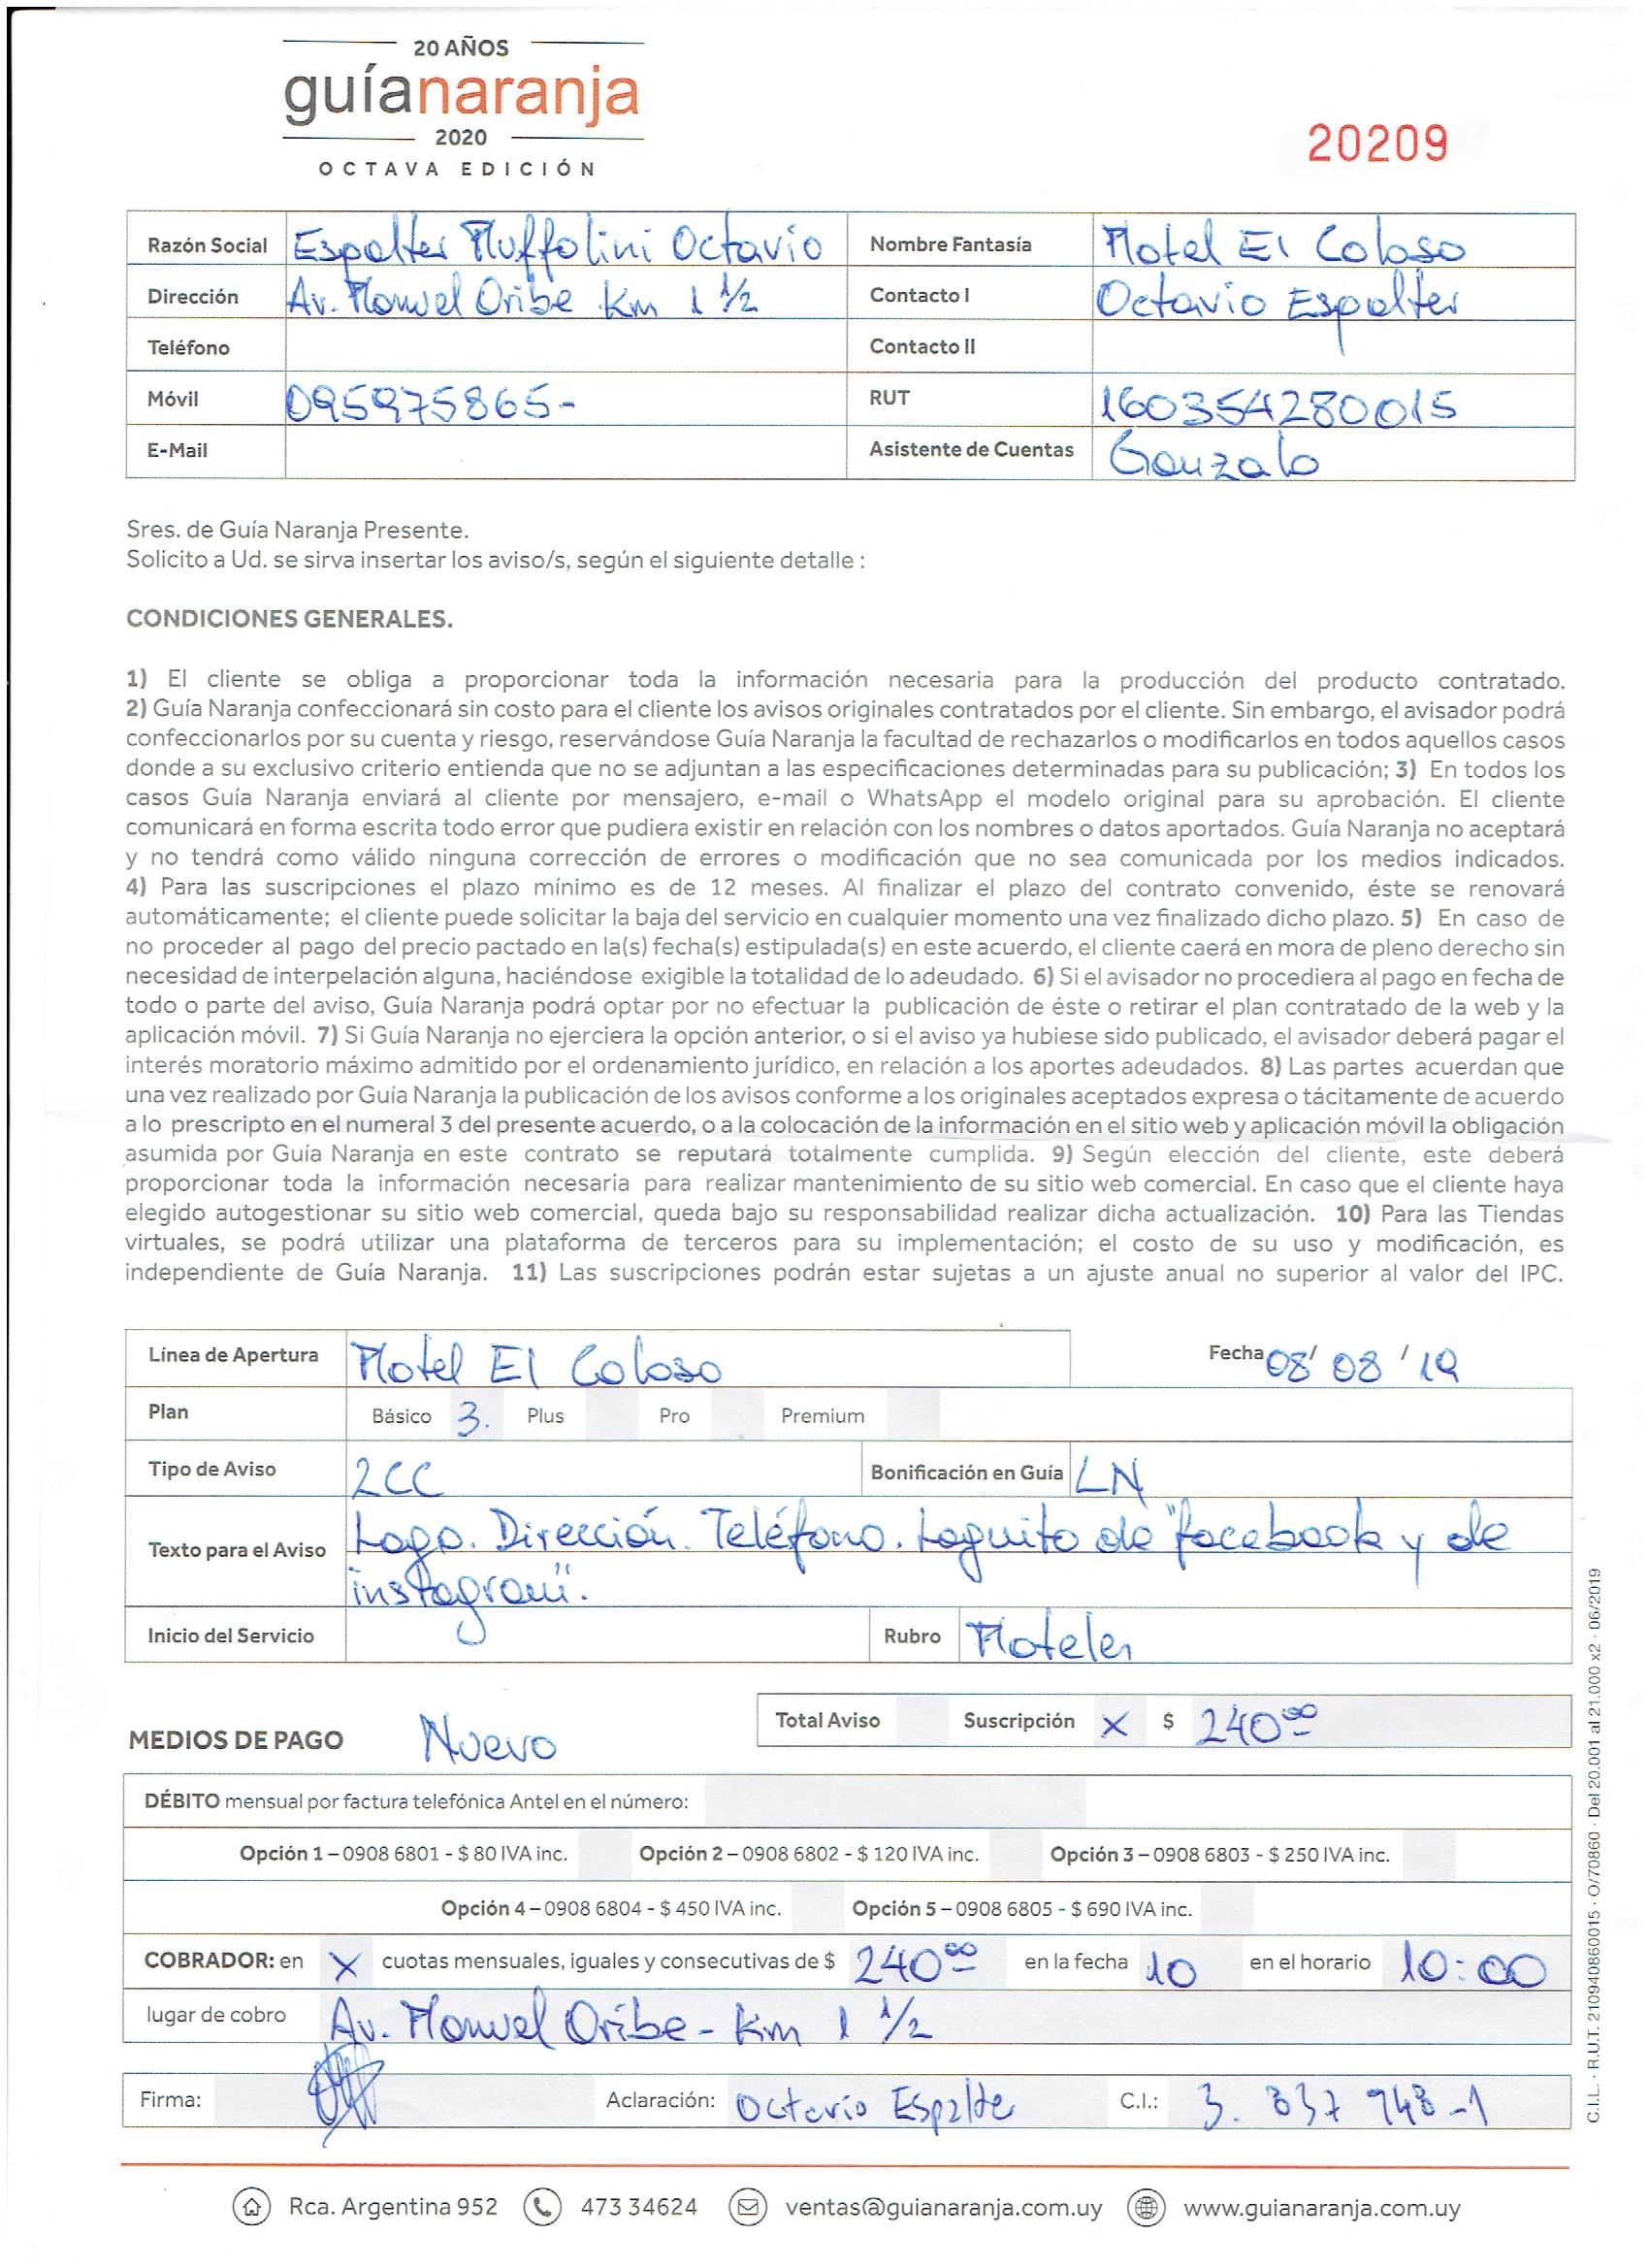 20 AÑOS
guíanaranja
2020
OCTAVA EDICIÓN
20209
Razón Social Espalter Muffolini Octavio Nombre Fantasía Motel El Coloso
Dirección Av. Manuel Oribe Km 1 1/2 Contacto I Octavio Espalter
Teléfono Contacto II
Móvil 095975865- RUT 160354280015
E-Mail Asistente de Cuentas Gonzalo
Sres. de Guía Naranja Presente.
Solicito a Ud. se sirva insertar los aviso/s, según el siguiente detalle :
CONDICIONES GENERALES.
1) El cliente se obliga a proporcionar toda la información necesaria para la producción del producto contratado.
2) Guía Naranja confeccionará sin costo para el cliente los avisos originales contratados por el cliente. Sin embargo, el avisador podrá
confeccionarlos por su cuenta y riesgo, reservándose Guía Naranja la facultad de rechazarlos o modificarlos en todos aquellos casos
donde a su exclusivo criterio entienda que no se adjuntan a las especificaciones determinadas para su publicación; 3) En todos los
casos Guía Naranja enviará al cliente por mensajero, e-mail o WhatsApp el modelo original para su aprobación. El cliente
comunicará en forma escrita todo error que pudiera existir en relación con los nombres o datos aportados. Guía Naranja no aceptará
y no tendrá como válido ninguna corrección de errores o modificación que no sea comunicada por los medios indicados.
4) Para las suscripciones el plazo mínimo es de 12 meses. Al finalizar el plazo del contrato convenido, éste se renovará
automáticamente; el cliente puede solicitar la baja del servicio en cualquier momento una vez finalizado dicho plazo. 5) En caso de
no proceder al pago del precio pactado en la(s) fecha(s) estipulada(s) en este acuerdo, el cliente caerá en mora de pleno derecho sin
necesidad de interpelación alguna, haciéndose exigible la totalidad de lo adeudado. 6) Si el avisador no procediera al pago en fecha de
todo o parte del aviso, Guía Naranja podrá optar por no efectuar la publicación de éste o retirar el plan contratado de la web y la
aplicación móvil. 7) Si Guía Naranja no ejerciera la opción anterior, o si el aviso ya hubiese sido publicado, el avisador deberá pagar el
interés moratorio máximo admitido por el ordenamiento jurídico, en relación a los aportes adeudados. 8) Las partes acuerdan que
una vez realizado por Guía Naranja la publicación de los avisos conforme a los originales aceptados expresa o tácitamente de acuerdo
a lo prescripto en el numeral 3 del presente acuerdo, o a la colocación de la información en el sitio web y aplicación móvil la obligación
asumida por Guía Naranja en este contrato se reputará totalmente cumplida. 9) Según elección del cliente, este deberá
proporcionar toda la información necesaria para realizar mantenimiento de su sitio web comercial. En caso que el cliente haya
elegido autogestionar su sitio web comercial, queda bajo su responsabilidad realizar dicha actualización. 10) Para las Tiendas
virtuales, se podrá utilizar una plataforma de terceros para su implementación; el costo de su uso y modificación, es
independiente de Guía Naranja. 11) Las suscripciones podrán estar sujetas a un ajuste anual no superior al valor del IPC.
Línea de Apertura Motel El Coloso Fecha 08/ 08 / 19
Plan Básico 3. Plus Pro Premium
Tipo de Aviso 2CC Bonificación en Guía LN
Texto para el Aviso Logo. Dirección. Teléfono. Loguito de "facebook y de
instagram".
Inicio del Servicio Rubro Moteles
MEDIOS DE PAGO Nuevo Total Aviso Suscripción X $ 240⁰⁰
DÉBITO mensual por factura telefónica Antel en el número:
Opción 1 – 0908 6801 - $ 80 IVA inc. Opción 2 – 0908 6802 - $ 120 IVA inc. Opción 3 – 0908 6803 - $ 250 IVA inc.
Opción 4 – 0908 6804 - $ 450 IVA inc. Opción 5 – 0908 6805 - $ 690 IVA inc.
COBRADOR: en X cuotas mensuales, iguales y consecutivas de $ 240⁰⁰ en la fecha 10 en el horario 10:00
lugar de cobro Av. Manuel Oribe - Km 1 1/2
Firma: Aclaración: Octavio Espalte C.I.: 3. 837 948-1
Rca. Argentina 952 473 34624 ventas@guianaranja.com.uy www.guianaranja.com.uy
C.I.L. · R.U.T. 210940860015 · O/70860 · Del 20.001 al 21.000 x2 · 06/2019